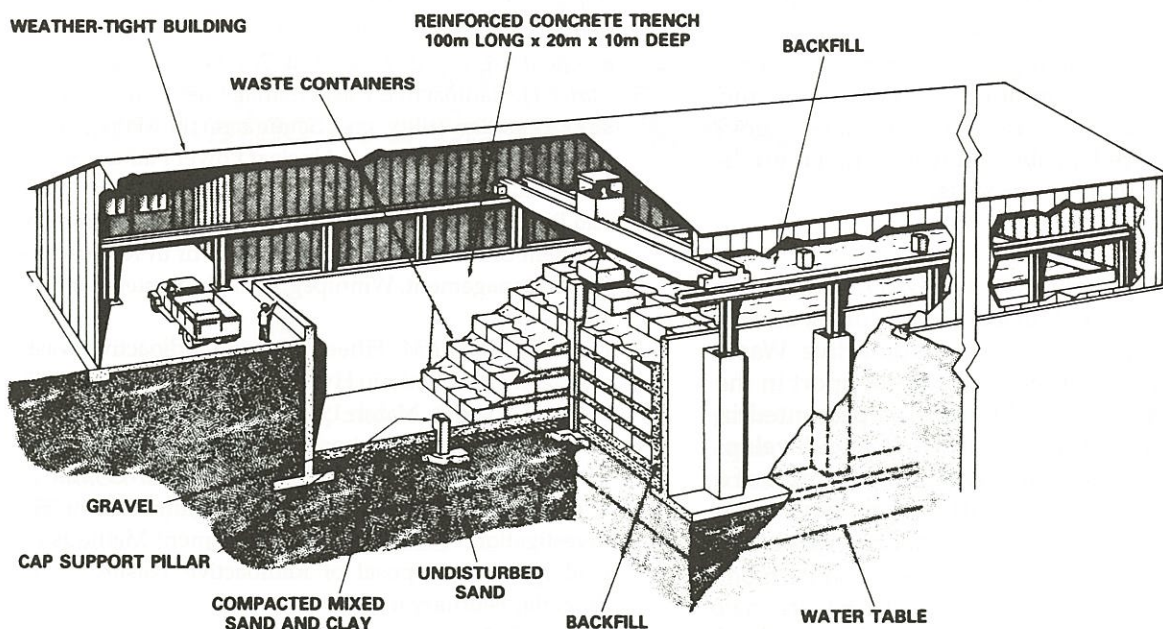 WEATHER-TIGHT BUILDING
REINFORCED CONCRETE TRENCH
100m LONG x 20m x 10m DEEP
BACKFILL
WASTE CONTAINERS
GRAVEL
CAP SUPPORT PILLAR
COMPACTED MIXED
SAND AND CLAY
UNDISTURBED
SAND
BACKFILL
WATER TABLE